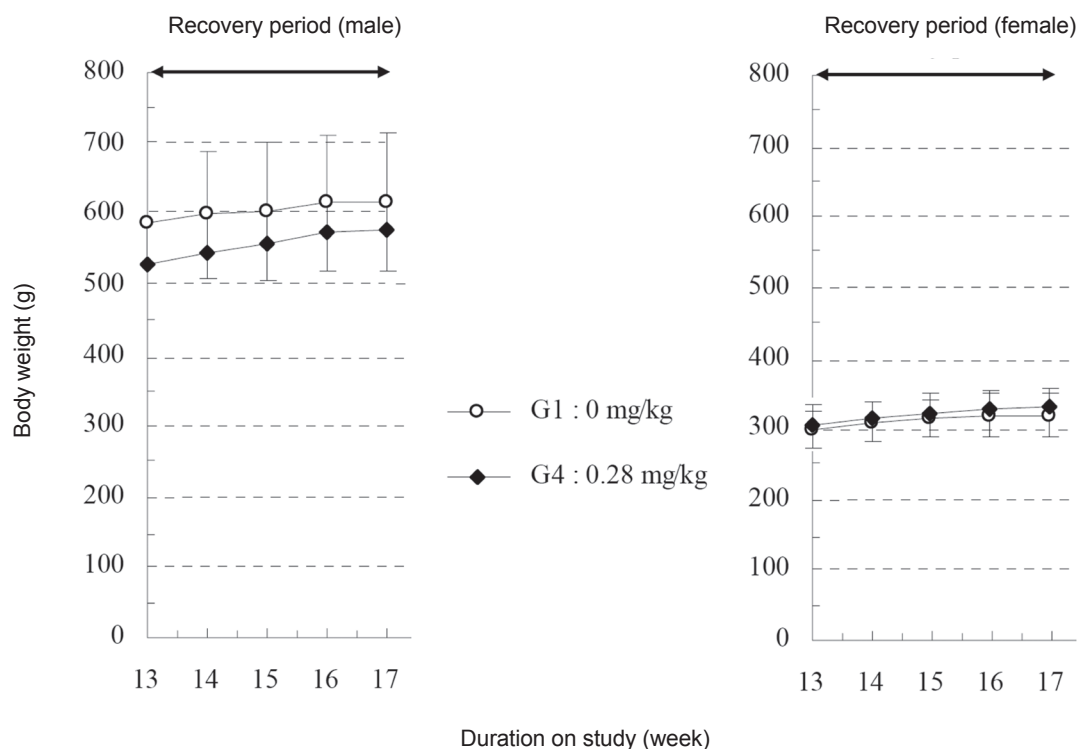 Recovery period (male)
Recovery period (female)
800
700
600
500
400
300
200
100
0
13 14 15 16 17
Body weight (g)
G1 : 0 mg/kg
G4 : 0.28 mg/kg
800
700
600
500
400
300
200
100
0
13 14 15 16 17
Duration on study (week)